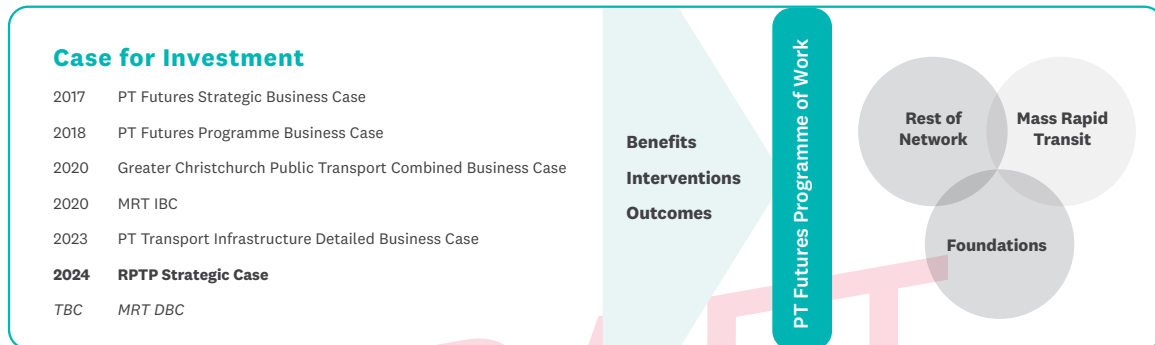 Case for Investment
2017 PT Futures Strategic Business Case
2018 PT Futures Programme Business Case
2020 Greater Christchurch Public Transport Combined Business Case
2020 MRT IBC
2023 PT Transport Infrastructure Detailed Business Case
2024 RPTP Strategic Case
TBC MRT DBC
Benefits
Interventions
Outcomes
PT Futures Programme of Work
Rest of
Network
Mass Rapid
Transit
Foundations